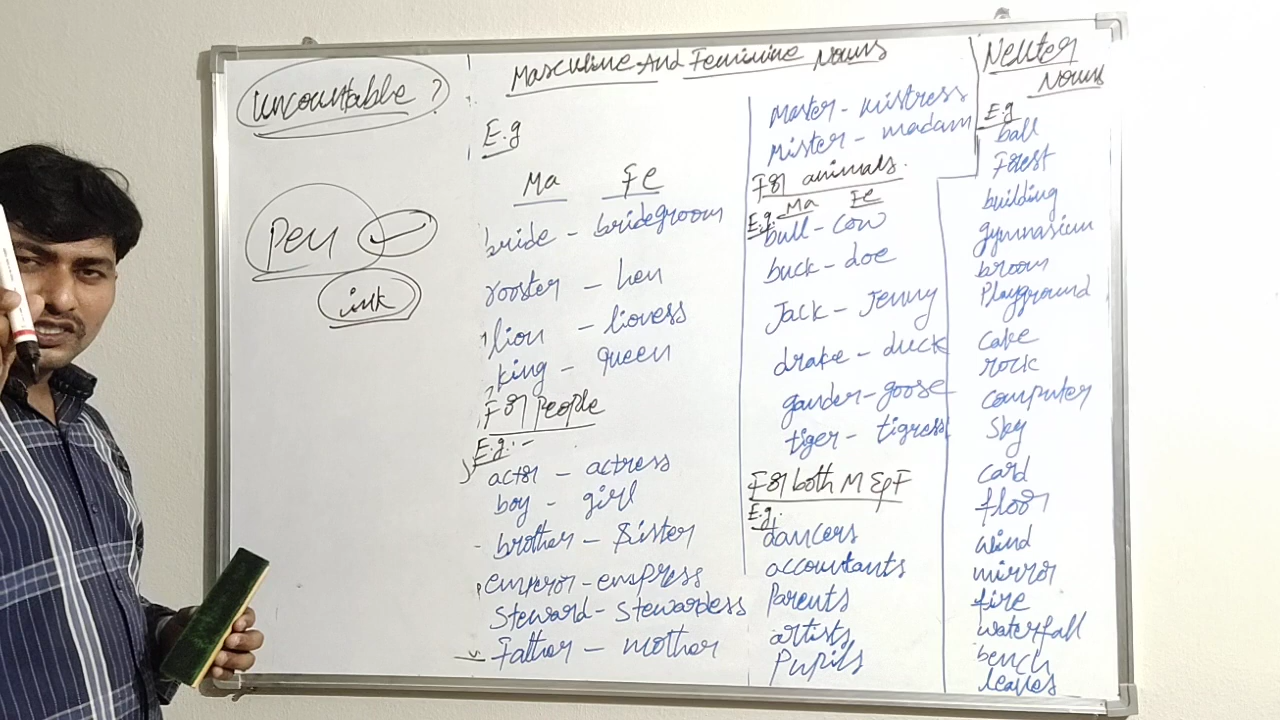 Uncountable ?
Pen
ink
Masculine And Feminine Nouns
E.g
Ma Fe
bride - bridegroom
rooster - hen
lion - lioness
king - queen
For People
E.g:-
actor - actress
boy - girl
brother - Sister
emperor - empress
Steward - Stewardess
Father - mother
Master - mistress
Mister - madam
For animals.
E.g. Ma Fe
bull - cow
buck - doe
Jack - Jenny
drake - duck
gander - goose
tiger - tigress
For both M & F
E.g.
dancers
accountants
Parents
artists
Pupils
Neuter
Nouns
E.g
ball
Forest
building
gymnasium
broom
Playground
cake
rock
computer
Sky
card
floor
wind
mirror
fire
waterfall
bench
leaves